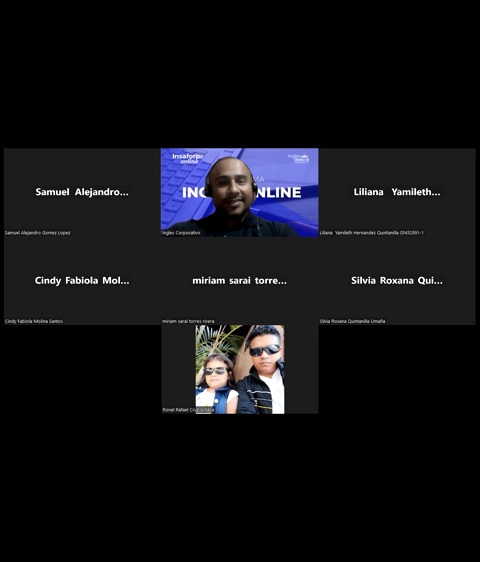 Samuel Alejandro...
Samuel Alejandro Gomez Lopez
Insaforp
online
INGL
ONLINE
Ingles Corporativo
Liliana Yamileth...
Liliana Yamileth Hernandez Quintanilla 05452891-1
Cindy Fabiola Mol...
Cindy Fabiola Molina Santos
miriam sarai torre...
miriam sarai torres rivera
Silvia Roxana Qui...
Silvia Roxana Quintanilla Umaña
Ronal Rafael Cruz Amaya